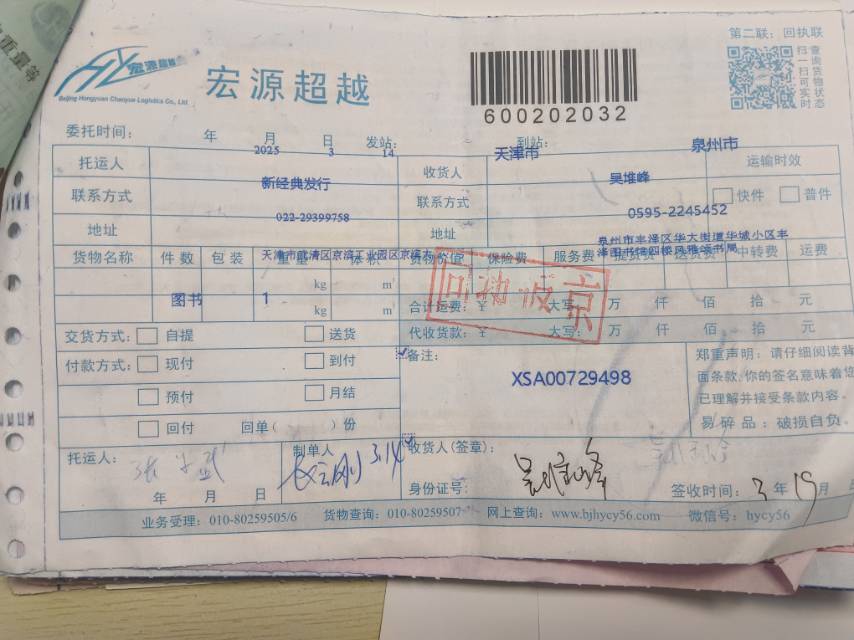 第二联：回执联
HY 宏源超越
Beijing Hongyuan Chaoyue Logistics Co., Ltd.
宏源超越
600202032
扫一扫 查询货物状态 可实时
委托时间： 年 月 日 发站： 到站：
2025 3 14 天津市 泉州市
托运人 新经典发行 收货人 吴堆峰 运输时效
联系方式 022-29399758 联系方式 0595-2245452 快件 普件
地址 天津市武清区京滨工业园区京滨大 地址 泉州市丰泽区华大街道华城小区丰
泽图书馆四楼风雅颂书局
货物名称 件数 包装 重量 体积 货物价值 保险费 服务费 提货费 送货费 中转费 运费
kg m³
图书 1 kg m³ 合计运费：￥ 大写： 万 仟 佰 拾 元
交货方式： 自提 送货 代收货款：￥ 大写： 万 仟 佰 拾 元
付款方式： 现付 到付 备注：
预付 月结 XSA00729498
回付 回单（ ）份
郑重声明：请仔细阅读背
面条款,你的签名意味着您
已理解并接受条款内容。
易碎品：破损自负。
托运人： 制单人 3.14 收货人(签章)：
年 月 日 身份证号： 签收时间：3 年 19 月
业务受理：010-80259505/6 货物查询：010-80259507 网上查询：www.bjhycy56.com 微信号：hycy56